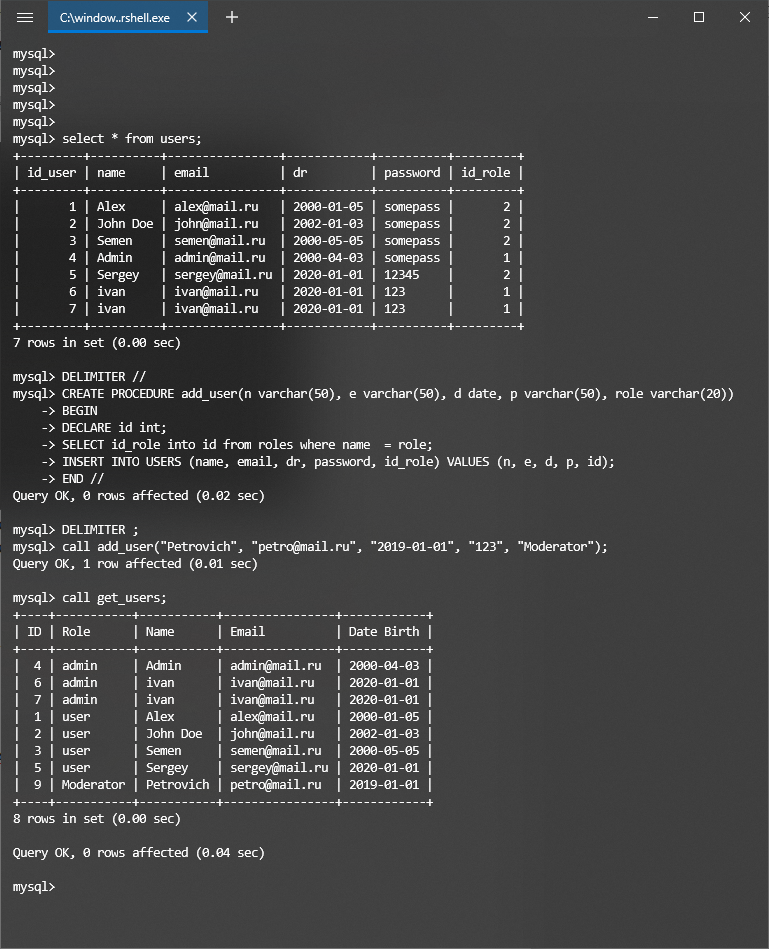 C:\window..rshell.exe
mysql>
mysql>
mysql>
mysql>
mysql>
mysql> select * from users;
+---------+----------+----------------+------------+----------+---------+
| id_user | name     | email          | dr         | password | id_role |
+---------+----------+----------------+------------+----------+---------+
|       1 | Alex     | alex@mail.ru   | 2000-01-05 | somepass |       2 |
|       2 | John Doe | john@mail.ru   | 2002-01-03 | somepass |       2 |
|       3 | Semen    | semen@mail.ru  | 2000-05-05 | somepass |       2 |
|       4 | Admin    | admin@mail.ru  | 2000-04-03 | somepass |       1 |
|       5 | Sergey   | sergey@mail.ru | 2020-01-01 | 12345    |       2 |
|       6 | ivan     | ivan@mail.ru   | 2020-01-01 | 123      |       1 |
|       7 | ivan     | ivan@mail.ru   | 2020-01-01 | 123      |       1 |
+---------+----------+----------------+------------+----------+---------+
7 rows in set (0.00 sec)
mysql> DELIMITER //
mysql> CREATE PROCEDURE add_user(n varchar(50), e varchar(50), d date, p varchar(50), role varchar(20))
    -> BEGIN
    -> DECLARE id int;
    -> SELECT id_role into id from roles where name  = role;
    -> INSERT INTO USERS (name, email, dr, password, id_role) VALUES (n, e, d, p, id);
    -> END //
Query OK, 0 rows affected (0.02 sec)
mysql> DELIMITER ;
mysql> call add_user("Petrovich", "petro@mail.ru", "2019-01-01", "123", "Moderator");
Query OK, 1 row affected (0.01 sec)
mysql> call get_users;
+----+-----------+-----------+----------------+------------+
| ID | Role      | Name      | Email          | Date Birth |
+----+-----------+-----------+----------------+------------+
|  4 | admin     | Admin     | admin@mail.ru  | 2000-04-03 |
|  6 | admin     | ivan      | ivan@mail.ru   | 2020-01-01 |
|  7 | admin     | ivan      | ivan@mail.ru   | 2020-01-01 |
|  1 | user      | Alex      | alex@mail.ru   | 2000-01-05 |
|  2 | user      | John Doe  | john@mail.ru   | 2002-01-03 |
|  3 | user      | Semen     | semen@mail.ru  | 2000-05-05 |
|  5 | user      | Sergey    | sergey@mail.ru | 2020-01-01 |
|  9 | Moderator | Petrovich | petro@mail.ru  | 2019-01-01 |
+----+-----------+-----------+----------------+------------+
8 rows in set (0.00 sec)
Query OK, 0 rows affected (0.04 sec)
mysql>